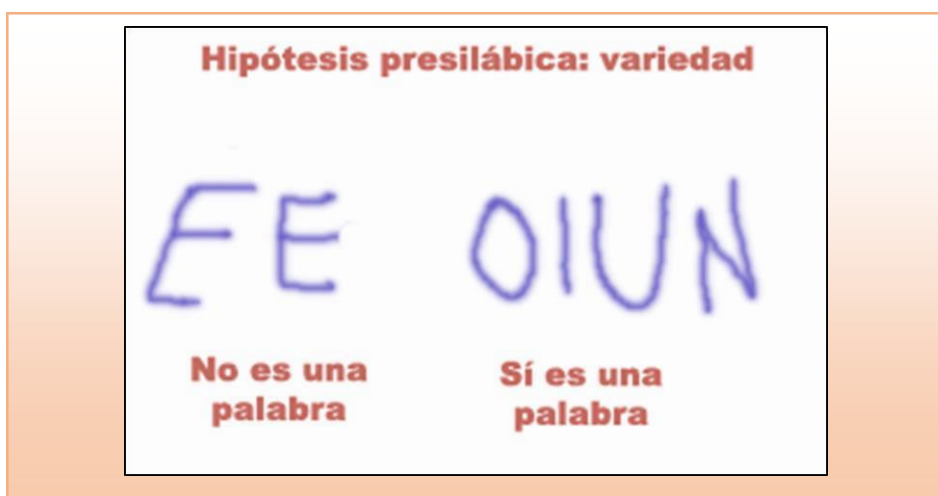 Hipótesis presilábica: variedad
EE OIUN
No es una
palabra
Sí es una
palabra